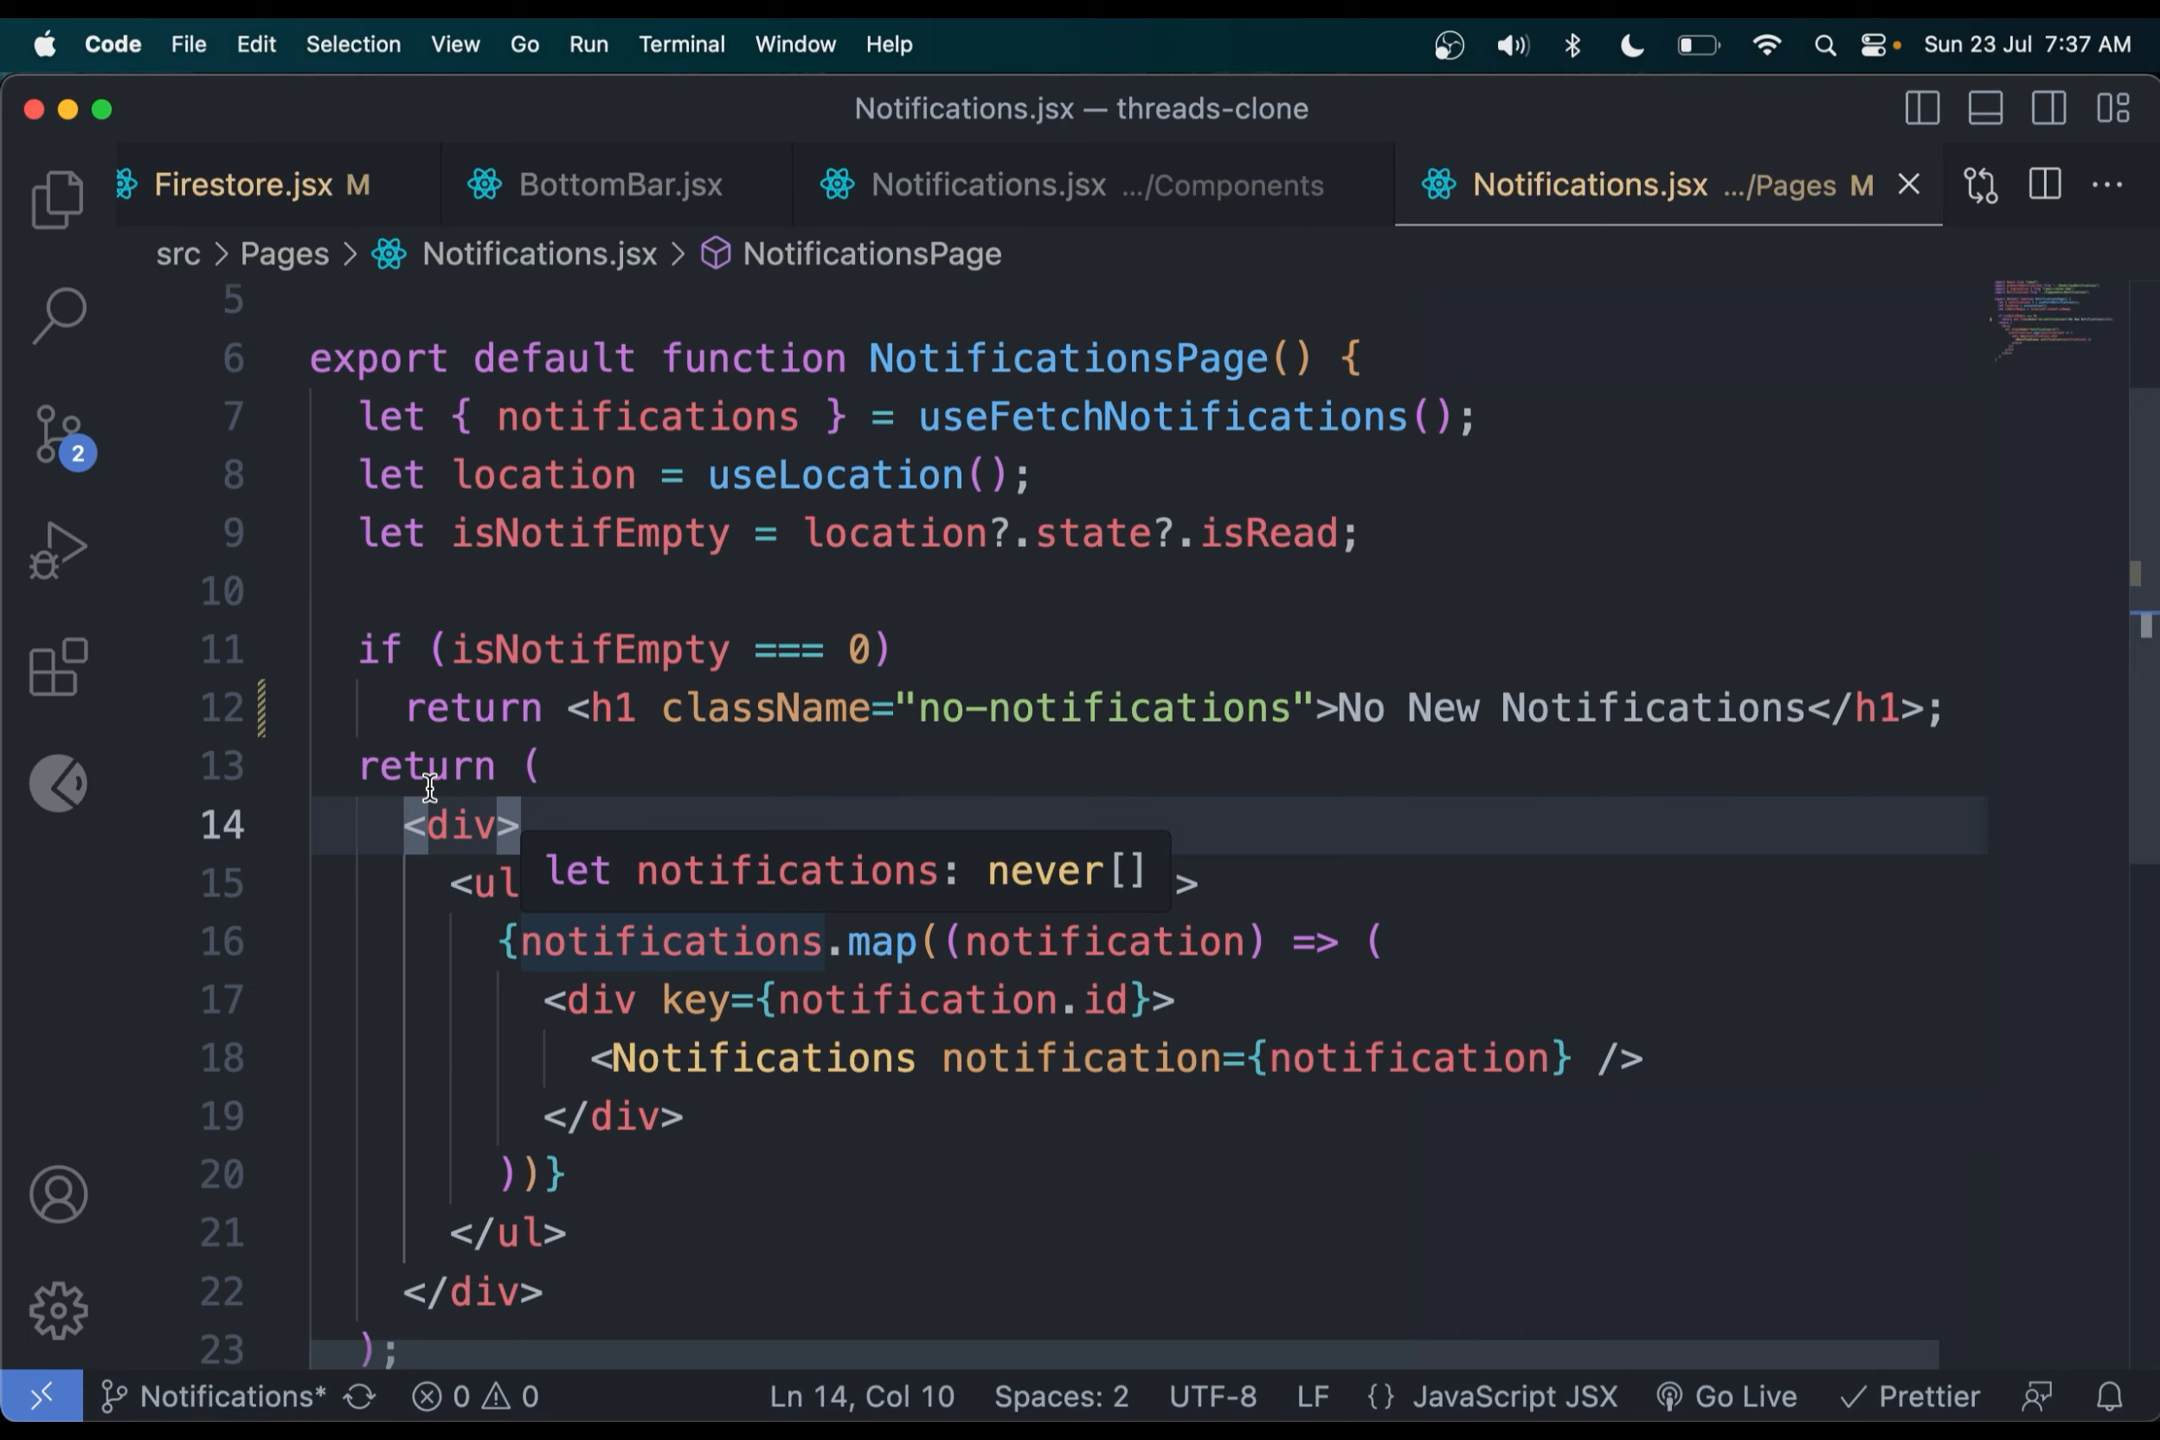 Code File Edit Selection View Go Run Terminal Window Help Sun 23 Jul 7:37 AM
Notifications.jsx — threads-clone
Firestore.jsx M BottomBar.jsx Notifications.jsx .../Components Notifications.jsx .../Pages M
src > Pages > Notifications.jsx > NotificationsPage
5
6 export default function NotificationsPage() {
7 let { notifications } = useFetchNotifications();
8 let location = useLocation();
9 let isNotifEmpty = location?.state?.isRead;
10
11 if (isNotifEmpty === 0)
12 return <h1 className="no-notifications">No New Notifications</h1>;
13 return (
14 <div>
let notifications: never[]
15 <ul >
16 {notifications.map((notification) => (
17 <div key={notification.id}>
18 <Notifications notification={notification} />
19 </div>
20 ))}
21 </ul>
22 </div>
23 );
2
Notifications* 0 0 Ln 14, Col 10 Spaces: 2 UTF-8 LF {} JavaScript JSX Go Live Prettier